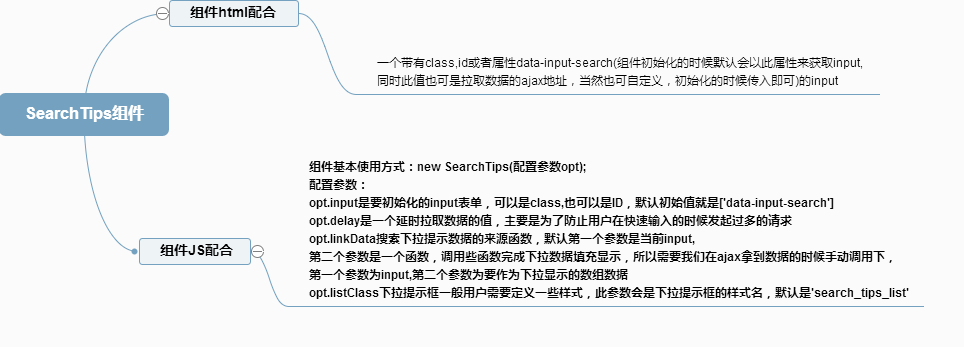 组件html配合
一个带有class,id或者属性data-input-search(组件初始化的时候默认会以此属性来获取input,
同时此值也可是拉取数据的ajax地址，当然也可自定义，初始化的时候传入即可)的input
SearchTips组件
组件基本使用方式：new SearchTips(配置参数opt);
配置参数：
opt.input是要初始化的input表单，可以是class,也可以是ID，默认初始值就是['data-input-search']
opt.delay是一个延时拉取数据的值，主要是为了防止用户在快速输入的时候发起过多的请求
组件JS配合
opt.linkData搜索下拉提示数据的来源函数，默认第一个参数是当前input,
第二个参数是一个函数，调用些函数完成下拉数据填充显示，所以需要我们在ajax拿到数据的时候手动调用下，
第一个参数为input,第二个参数为要作为下拉显示的数组数据
opt.listClass下拉提示框一般用户需要定义一些样式，此参数会是下拉提示框的样式名，默认是'search_tips_list'